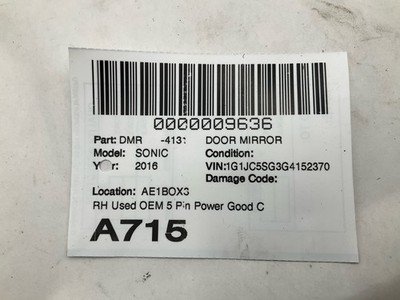 0000009636
Part: DMR -4131 DOOR MIRROR
Model: SONIC Condition:
Year: 2016 VIN:1G1JC5SG3G4152370
Damage Code:
Location: AE1BOX3
RH Used OEM 5 Pin Power Good C
A715